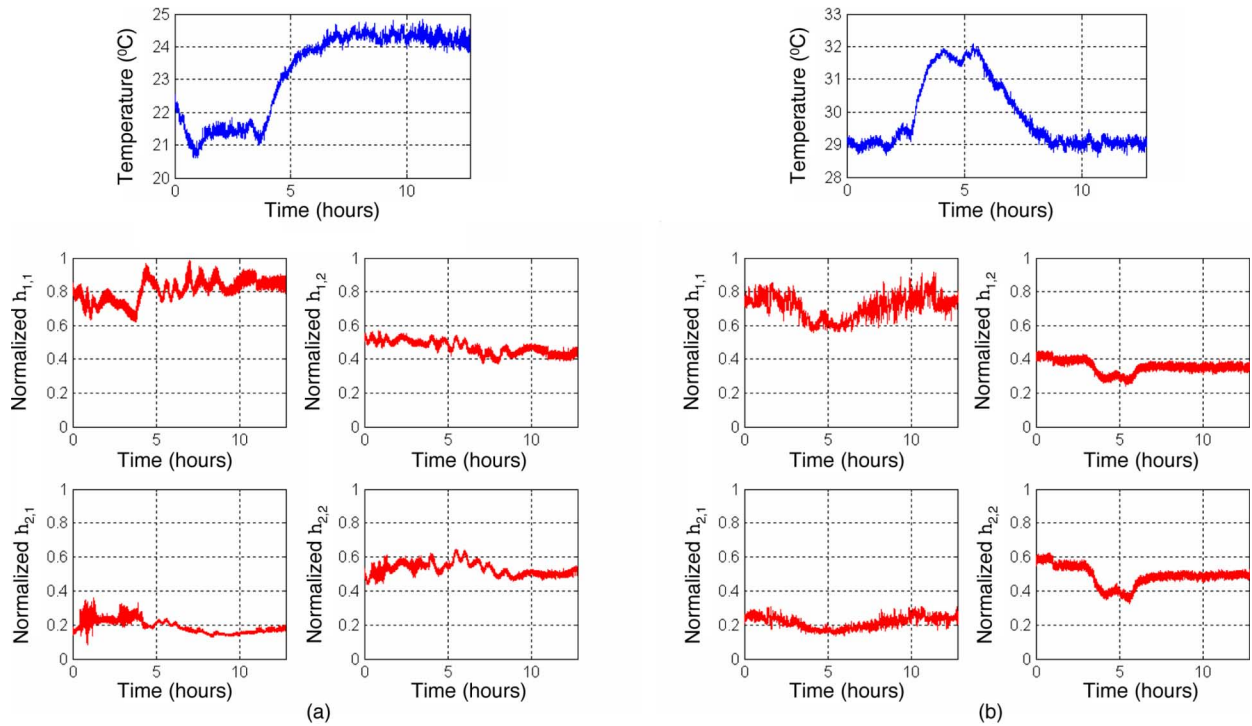 25
24
23
22
21
20
Temperature (⁰C)
0 5 10
Time (hours)
33
32
31
30
29
28
Temperature (⁰C)
0 5 10
Time (hours)
1
0.8
0.6
0.4
0.2
0
Normalized h₁,₁
0 5 10
Time (hours)
1
0.8
0.6
0.4
0.2
0
Normalized h₁,₂
0 5 10
Time (hours)
1
0.8
0.6
0.4
0.2
0
Normalized h₂,₁
0 5 10
Time (hours)
1
0.8
0.6
0.4
0.2
0
Normalized h₂,₂
0 5 10
Time (hours)
(a)
1
0.8
0.6
0.4
0.2
0
Normalized h₁,₁
0 5 10
Time (hours)
1
0.8
0.6
0.4
0.2
0
Normalized h₁,₂
0 5 10
Time (hours)
1
0.8
0.6
0.4
0.2
0
Normalized h₂,₁
0 5 10
Time (hours)
1
0.8
0.6
0.4
0.2
0
Normalized h₂,₂
0 5 10
Time (hours)
(b)